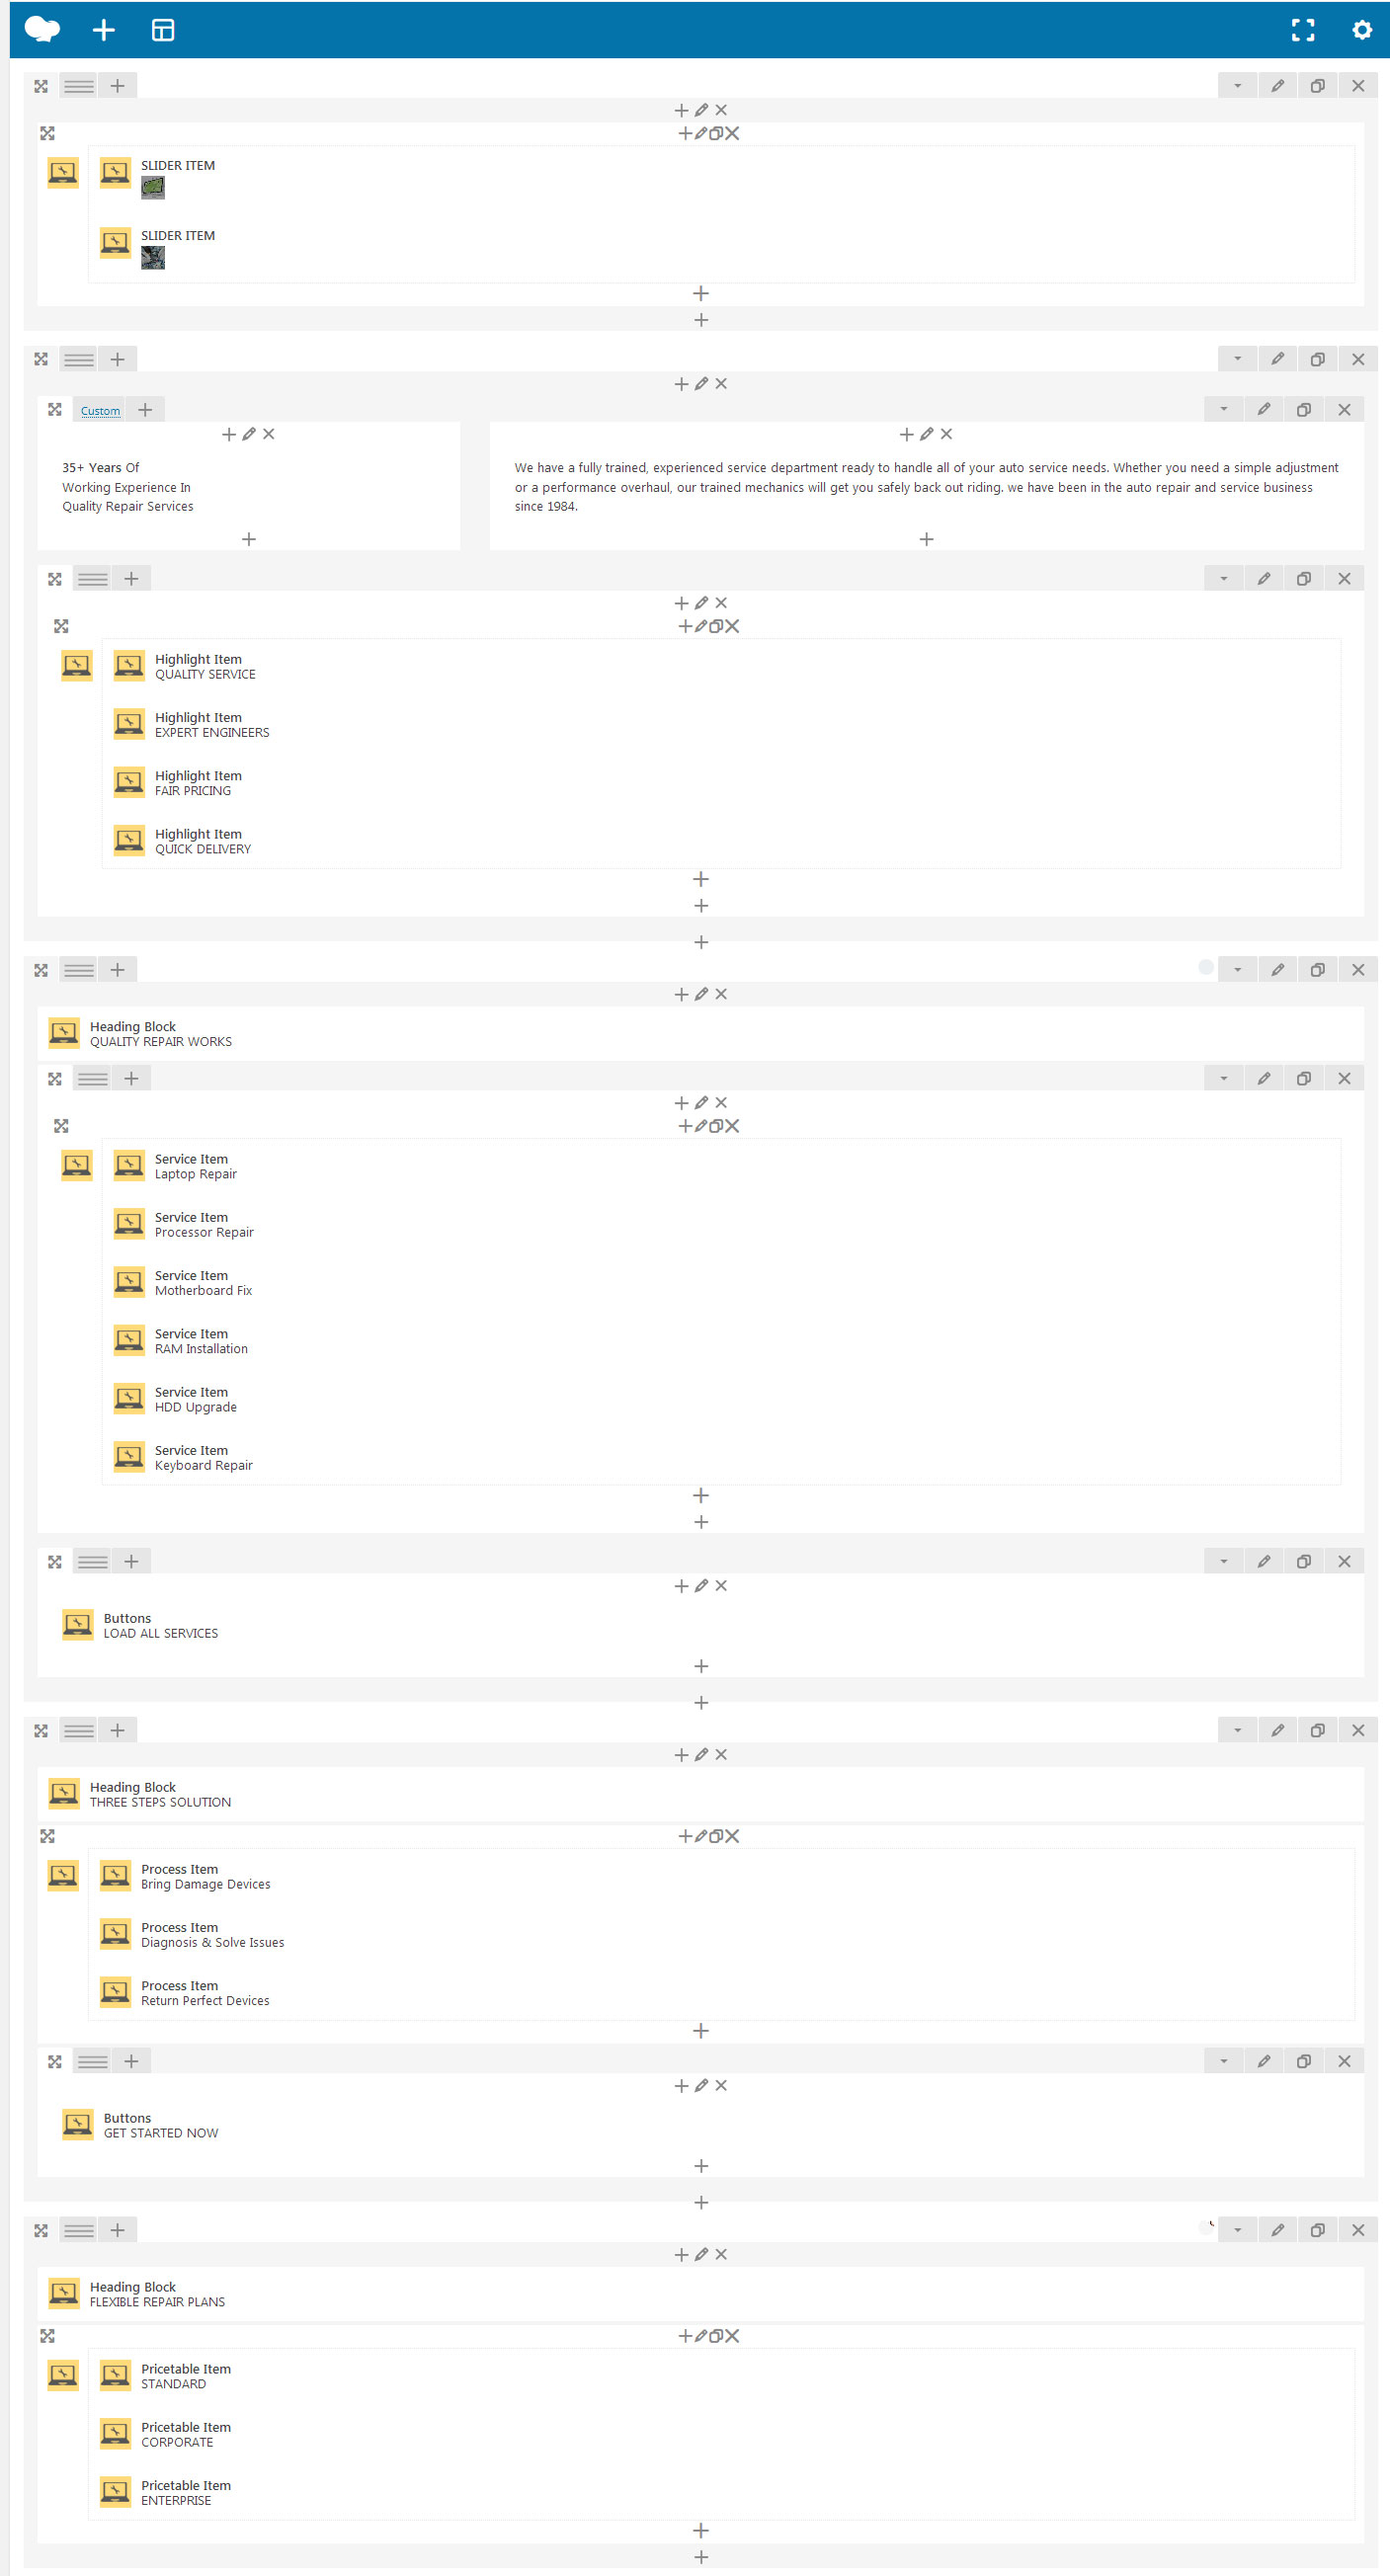 SLIDER ITEM
SLIDER ITEM
Custom
35+ Years Of
Working Experience In
Quality Repair Services
We have a fully trained, experienced service department ready to handle all of your auto service needs. Whether you need a simple adjustment
or a performance overhaul, our trained mechanics will get you safely back out riding. we have been in the auto repair and service business
since 1984.
Highlight Item
QUALITY SERVICE
Highlight Item
EXPERT ENGINEERS
Highlight Item
FAIR PRICING
Highlight Item
QUICK DELIVERY
Heading Block
QUALITY REPAIR WORKS
Service Item
Laptop Repair
Service Item
Processor Repair
Service Item
Motherboard Fix
Service Item
RAM Installation
Service Item
HDD Upgrade
Service Item
Keyboard Repair
Buttons
LOAD ALL SERVICES
Heading Block
THREE STEPS SOLUTION
Process Item
Bring Damage Devices
Process Item
Diagnosis & Solve Issues
Process Item
Return Perfect Devices
Buttons
GET STARTED NOW
Heading Block
FLEXIBLE REPAIR PLANS
Pricetable Item
STANDARD
Pricetable Item
CORPORATE
Pricetable Item
ENTERPRISE